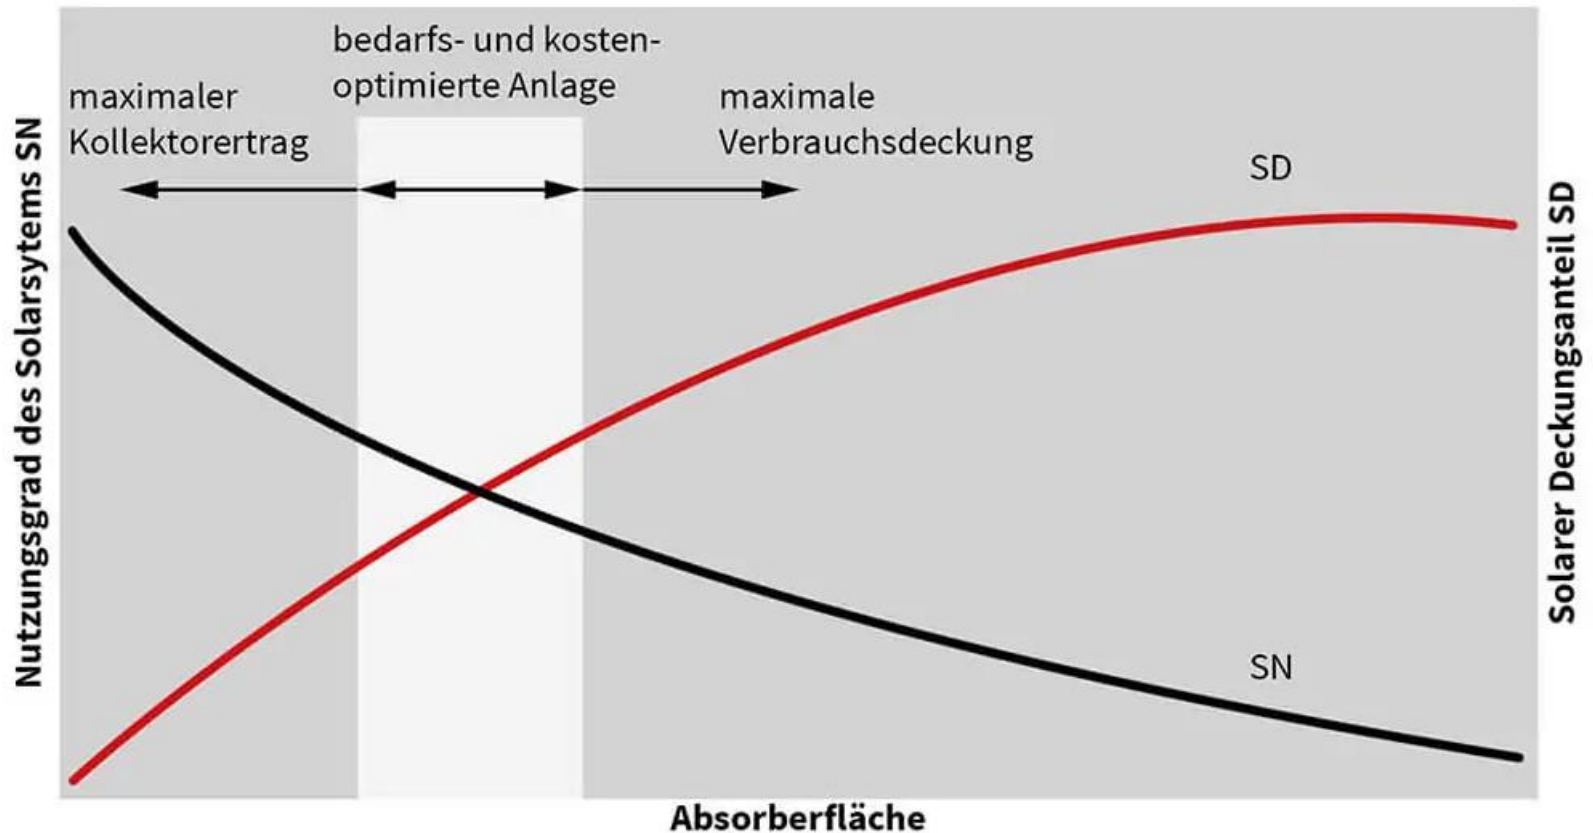 bedarfs- und kosten-
optimierte Anlage
maximaler
Kollektorertrag
maximale
Verbrauchsdeckung
SD
SN
Nutzungsgrad des Solarsytems SN
Solarer Deckungsanteil SD
Absorberfläche